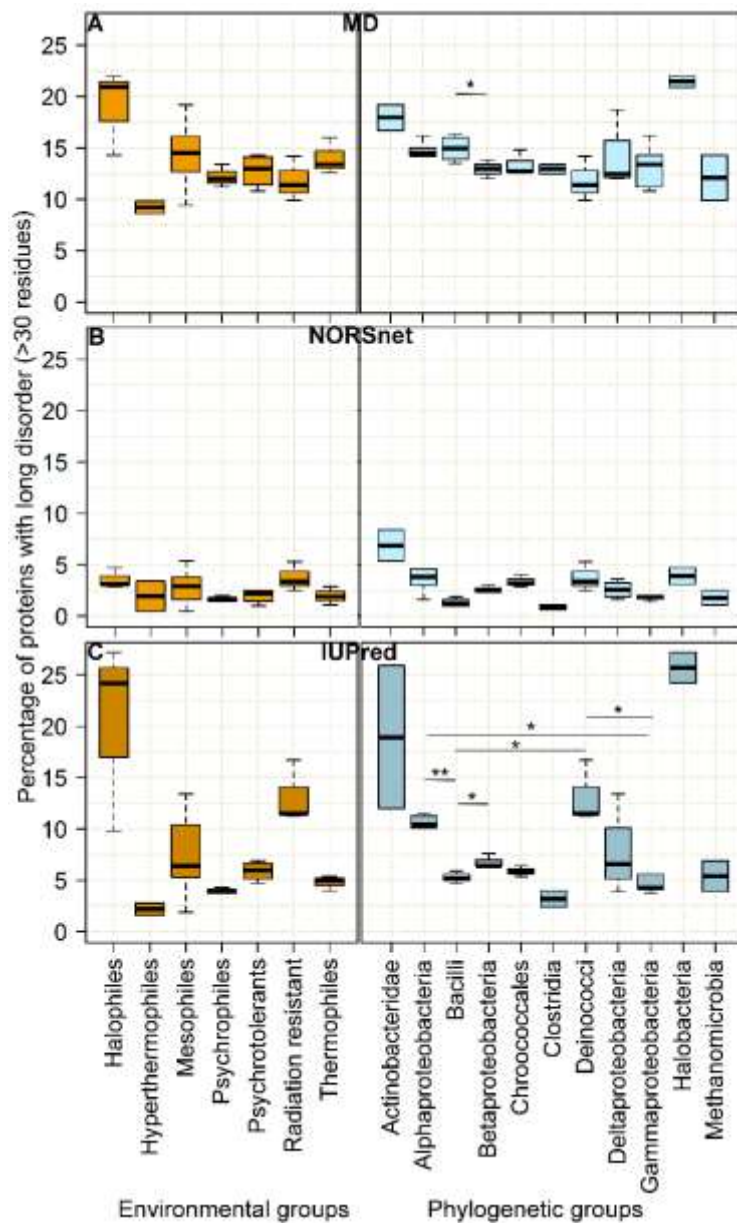 A MD
25
20
15
10
5
0
B NORSnet
25
20
15
10
5
0
C IUPred
25
20
15
10
5
0
Percentage of proteins with long disorder (>30 residues)
*
*
*
*
**
*
Halophiles
Hyperthermophiles
Mesophiles
Psychrophiles
Psychrotolerants
Radiation resistant
Thermophiles
Actinobacteridae
Alphaproteobacteria
Bacilli
Betaproteobacteria
Chroococcales
Clostridia
Deinococci
Deltaproteobacteria
Gammaproteobacteria
Halobacteria
Methanomicrobia
Environmental groups
Phylogenetic groups